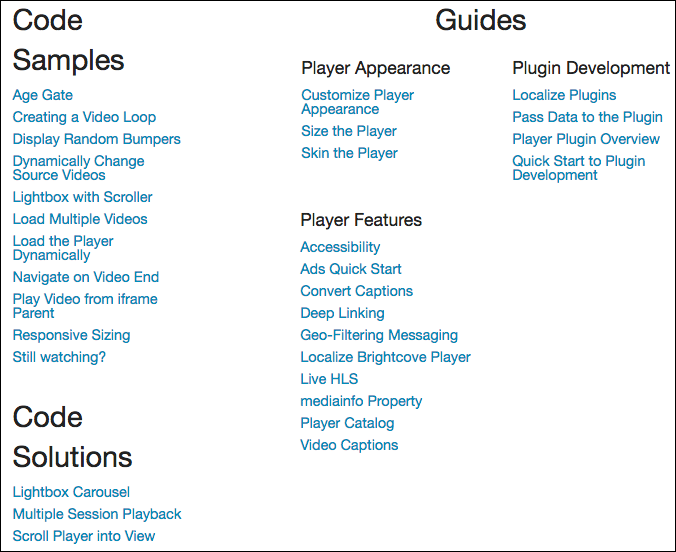 Code
Samples
Age Gate
Creating a Video Loop
Display Random Bumpers
Dynamically Change
Source Videos
Lightbox with Scroller
Load Multiple Videos
Load the Player
Dynamically
Navigate on Video End
Play Video from iframe
Parent
Responsive Sizing
Still watching?
Code
Solutions
Lightbox Carousel
Multiple Session Playback
Scroll Player into View
Guides
Player Appearance
Customize Player
Appearance
Size the Player
Skin the Player
Plugin Development
Localize Plugins
Pass Data to the Plugin
Player Plugin Overview
Quick Start to Plugin
Development
Player Features
Accessibility
Ads Quick Start
Convert Captions
Deep Linking
Geo-Filtering Messaging
Localize Brightcove Player
Live HLS
mediainfo Property
Player Catalog
Video Captions